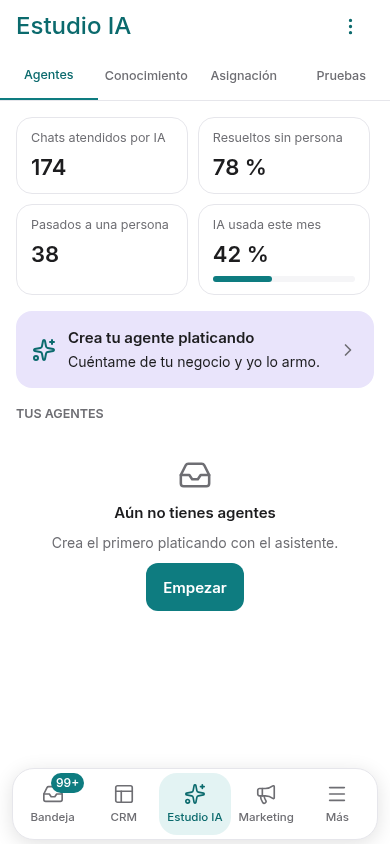 Estudio IA
Agentes
Conocimiento
Asignación
Pruebas
Chats atendidos por IA
174
Resueltos sin persona
78 %
Pasados a una persona
38
IA usada este mes
42 %
Crea tu agente platicando
Cuéntame de tu negocio y yo lo armo.
TUS AGENTES
Aún no tienes agentes
Crea el primero platicando con el asistente.
Empezar
99+
Bandeja
CRM
Estudio IA
Marketing
Más